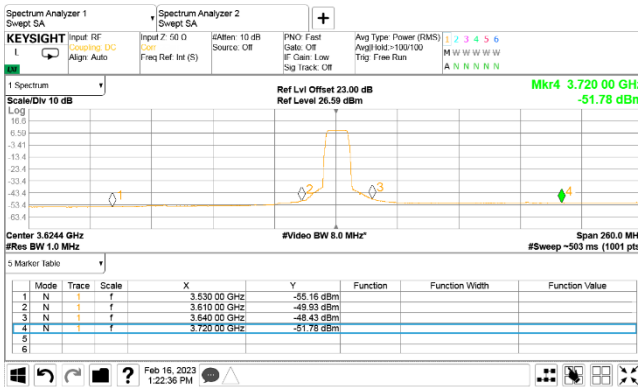 Spectrum Analyzer 1
Swept SA
Spectrum Analyzer 2
Swept SA
+
KEYSIGHT
L
Input: RF
Coupling: DC
Align: Auto
Input Z: 50 Ω
Corr
Freq Ref: Int (S)
#Atten: 10 dB
Source: Off
PNO: Fast
Gate: Off
IF Gain: Low
Sig Track: Off
Avg Type: Power (RMS)
Avg|Hold:>100/100
Trig: Free Run
1 2 3 4 5 6
M W W W W W
A N N N N N
1 Spectrum
Scale/Div 10 dB
Log
Ref Lvl Offset 23.00 dB
Ref Level 26.59 dBm
Mkr4 3.720 00 GHz
-51.78 dBm
16.6
6.59
-3.41
-13.4
-23.4
-33.4
-43.4
-53.4
-63.4
1
2
3
4
Center 3.6244 GHz
#Res BW 1.0 MHz
#Video BW 8.0 MHz*
Span 260.0 MH
#Sweep ~503 ms (1001 pts
5 Marker Table
Mode Trace Scale X Y Function Function Width Function Value
1 N 1 f 3.530 00 GHz -55.16 dBm
2 N 1 f 3.610 00 GHz -49.93 dBm
3 N 1 f 3.640 00 GHz -48.43 dBm
4 N 1 f 3.720 00 GHz -51.78 dBm
5
6
?
Feb 16, 2023
1:22:36 PM